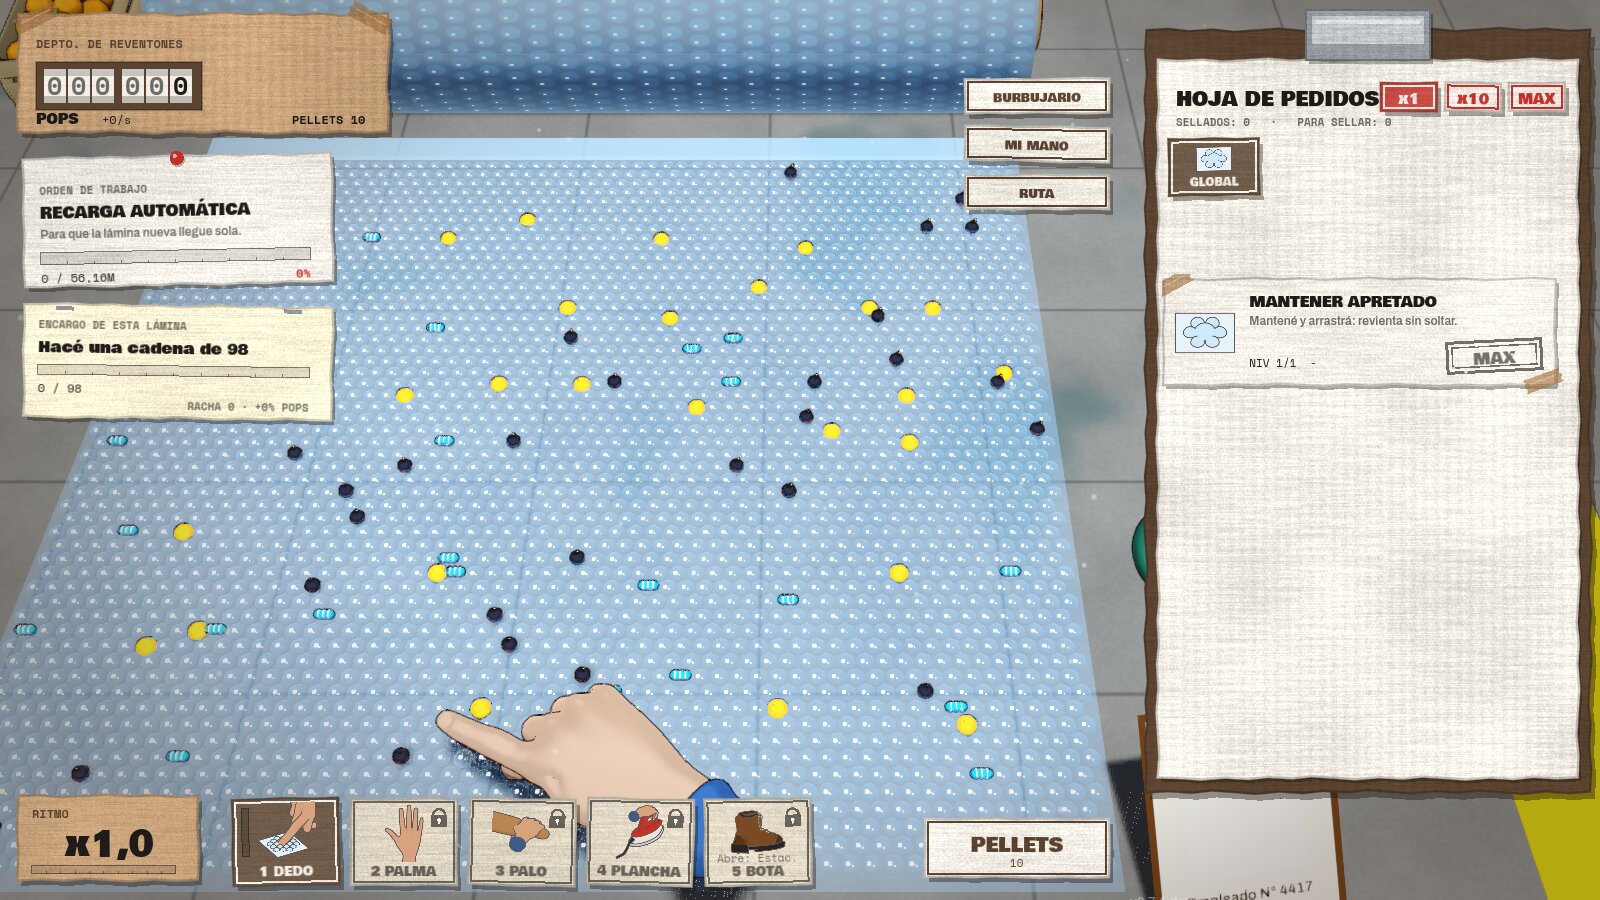 DEPTO. DE REVENTONES
000 000
POPS +0/s PELLETS 10
ORDEN DE TRABAJO
RECARGA AUTOMÁTICA
Para que la lámina nueva llegue sola.
0 / 56.16M 0%
ENCARGO DE ESTA LÁMINA
Hacé una cadena de 98
0 / 98
RACHA 0 · +0% POPS
BURBUJARIO
MI MANO
RUTA
HOJA DE PEDIDOS x1 x10 MAX
SELLADOS: 0 · PARA SELLAR: 0
GLOBAL
MANTENER APRETADO
Mantené y arrastrá: revienta sin soltar.
NIV 1/1 -
MAX
RITMO
x1,0
1 DEDO
2 PALMA
3 PALO
4 PLANCHA
Abre: Estac.
5 BOTA
PELLETS
10
Nº 4417